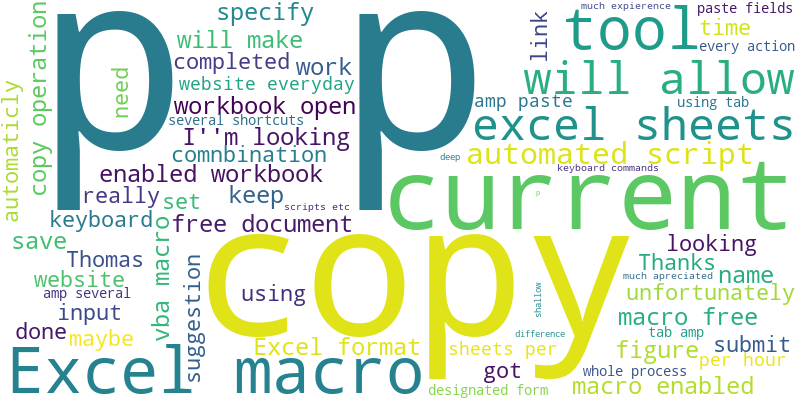 p p
much expierence
paste fields
specify
tool
time
will make
link
every action
completed
work
will allow
website everyday
copy operation
need
workbook open
amp paste
using tab
several shortcuts
excel sheets
I''m looking
automaticly
comnbination
deep
automated script
enabled workbook
keyboard commands
really
set
keep
current
p
scripts etc
keyboard
free document
copy
save
looking
Thomas
vba macro
Thanks
name
website
suggestion
much apreciated
amp several
using
shallow
unfortunately
input
macro free
done
maybe
difference
tab amp
submit
Excel format
sheets per
figure
per hour
Excel macro
got
whole process
designated form
macro enabled